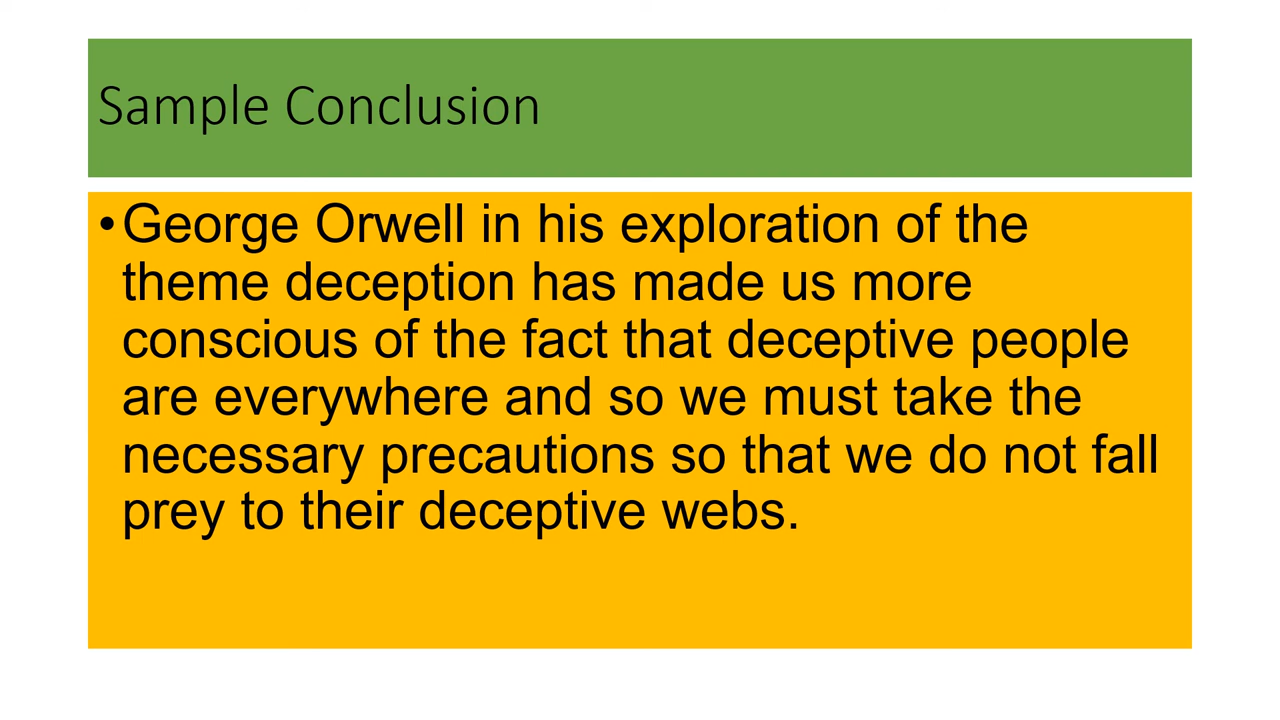 Sample Conclusion
•George Orwell in his exploration of the
theme deception has made us more
conscious of the fact that deceptive people
are everywhere and so we must take the
necessary precautions so that we do not fall
prey to their deceptive webs.